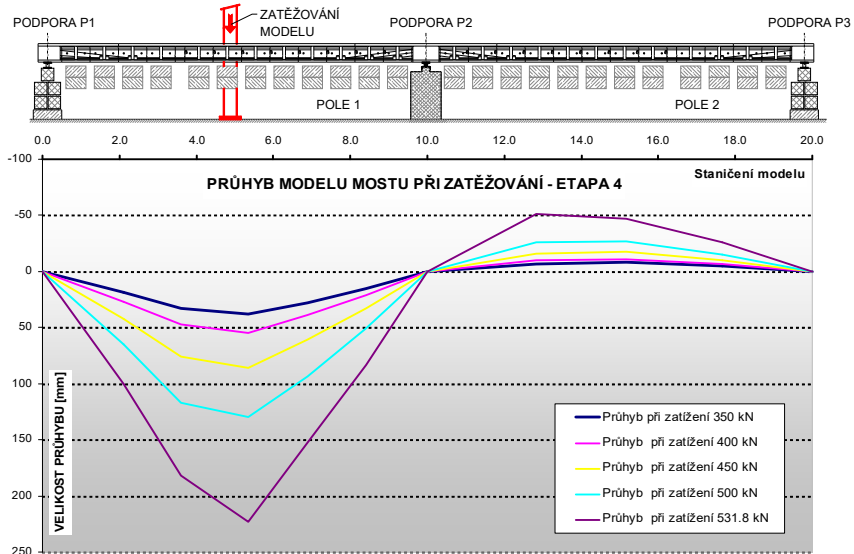 ZATĚŽOVÁNÍ
MODELU
PODPORA P1
PODPORA P2
PODPORA P3
POLE 1
POLE 2
0.0 2.0 4.0 6.0 8.0 10.0 12.0 14.0 16.0 18.0 20.0
Staničení modelu
PRŮHYB MODELU MOSTU PŘI ZATĚŽOVÁNÍ - ETAPA 4
-100
-50
0
50
100
150
200
250
VELIKOST PRŮHYBU [mm]
Průhyb při zatížení 350 kN
Průhyb při zatížení 400 kN
Průhyb při zatížení 450 kN
Průhyb při zatížení 500 kN
Průhyb při zatížení 531.8 kN